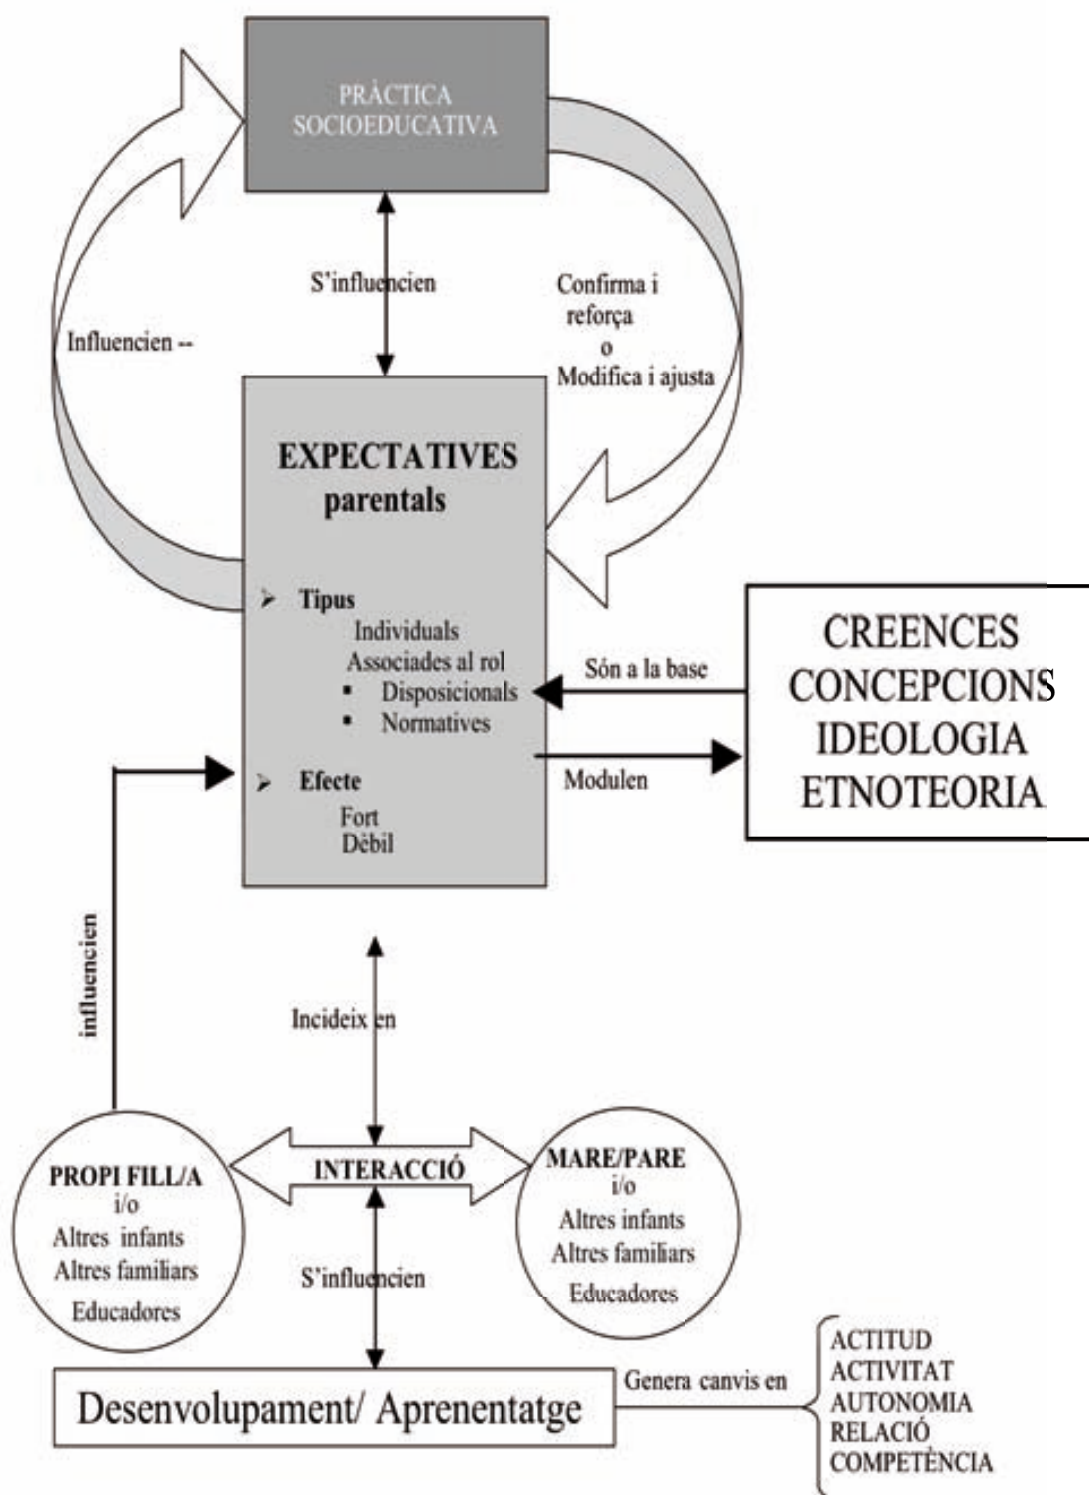 PRÀCTICA
SOCIOEDUCATIVA
S'influencien
Confirma i
reforça
o
Modifica i ajusta
Influencien --
EXPECTATIVES
parentals
➢ Tipus
Individuals
Associades al rol
▪ Disposicionals
▪ Normatives
➢ Efecte
Fort
Dèbil
Són a la base
Modulen
CREENCES
CONCEPCIONS
IDEOLOGIA
ETNOTEORIA
influencien
Incideix en
PROPI FILL/A
i/o
Altres infants
Altres familiars
Educadores
INTERACCIÓ
MARE/PARE
i/o
Altres infants
Altres familiars
Educadores
S'influencien
Desenvolupament/ Aprenentatge
Genera canvis en
ACTITUD
ACTIVITAT
AUTONOMIA
RELACIÓ
COMPETÈNCIA